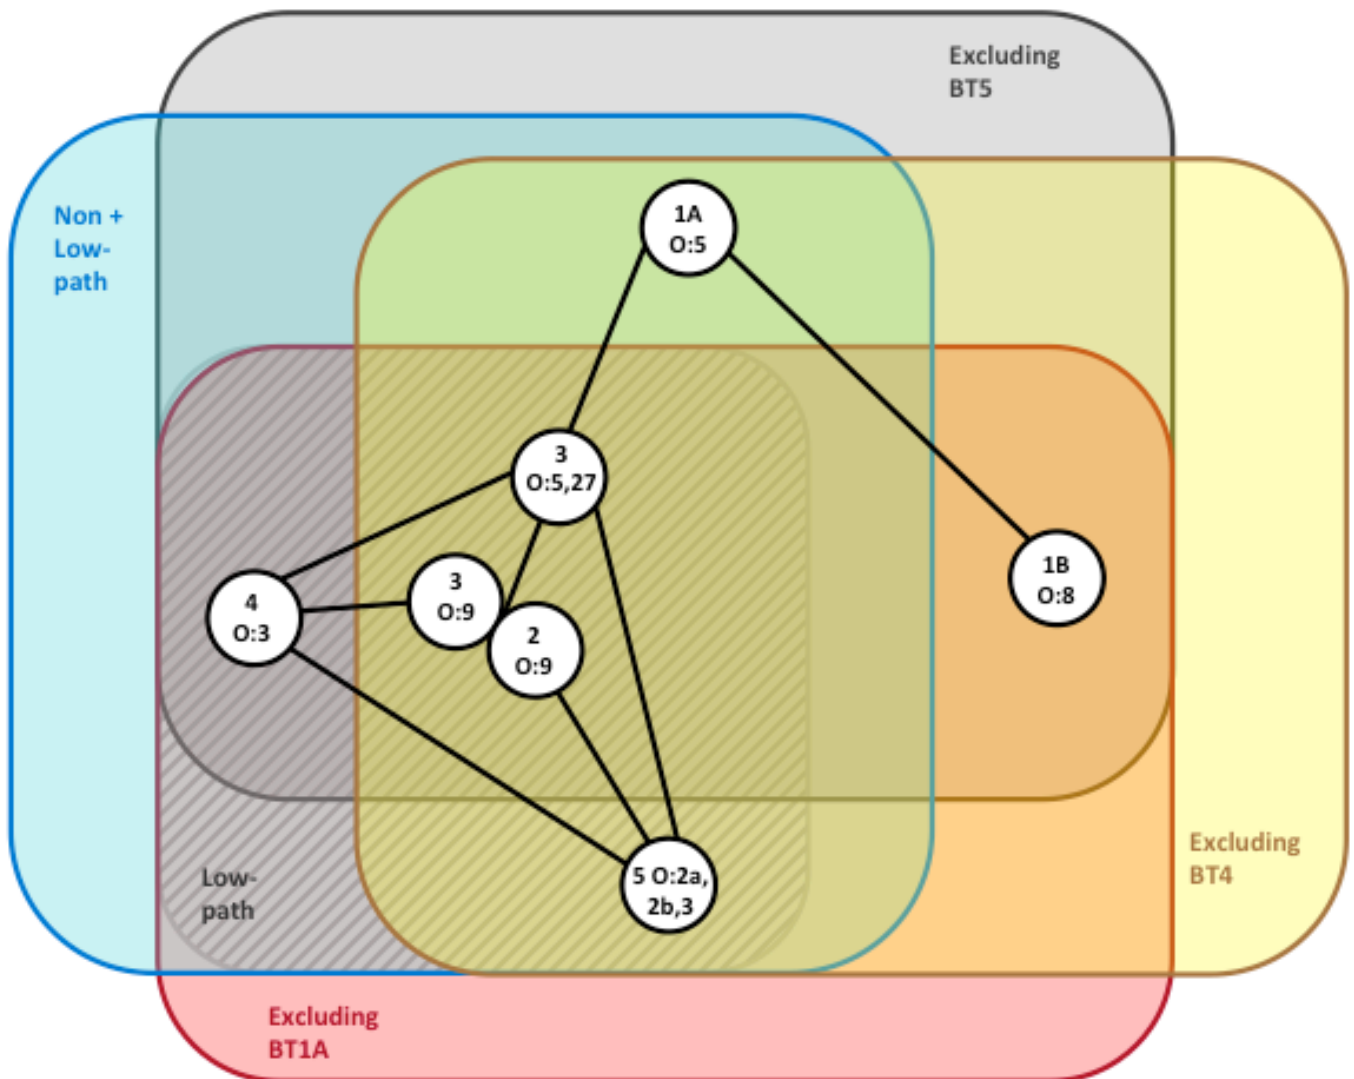 Excluding
BT5
Non +
Low-
path
1A
O:5
3
O:5,27
3
O:9
4
O:3
2
O:9
1B
O:8
5 O:2a,
2b,3
Low-
path
Excluding
BT4
Excluding
BT1A